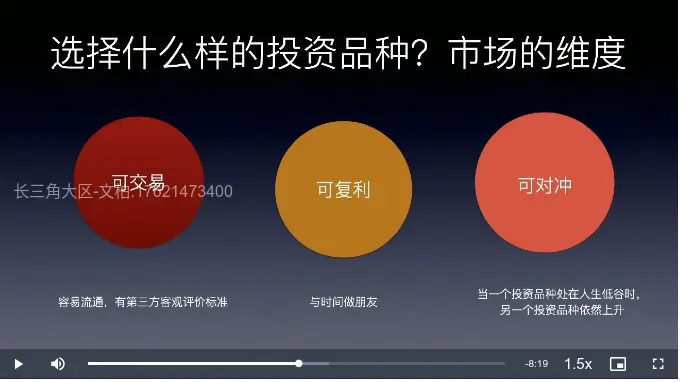 选择什么样的投资品种？市场的维度
可交易
可复利
可对冲
长三角大区-文柏:17621473400
容易流通，有第三方客观评价标准
与时间做朋友
当一个投资品种处在人生低谷时，
另一个投资品种依然上升
-8:19
1.5x